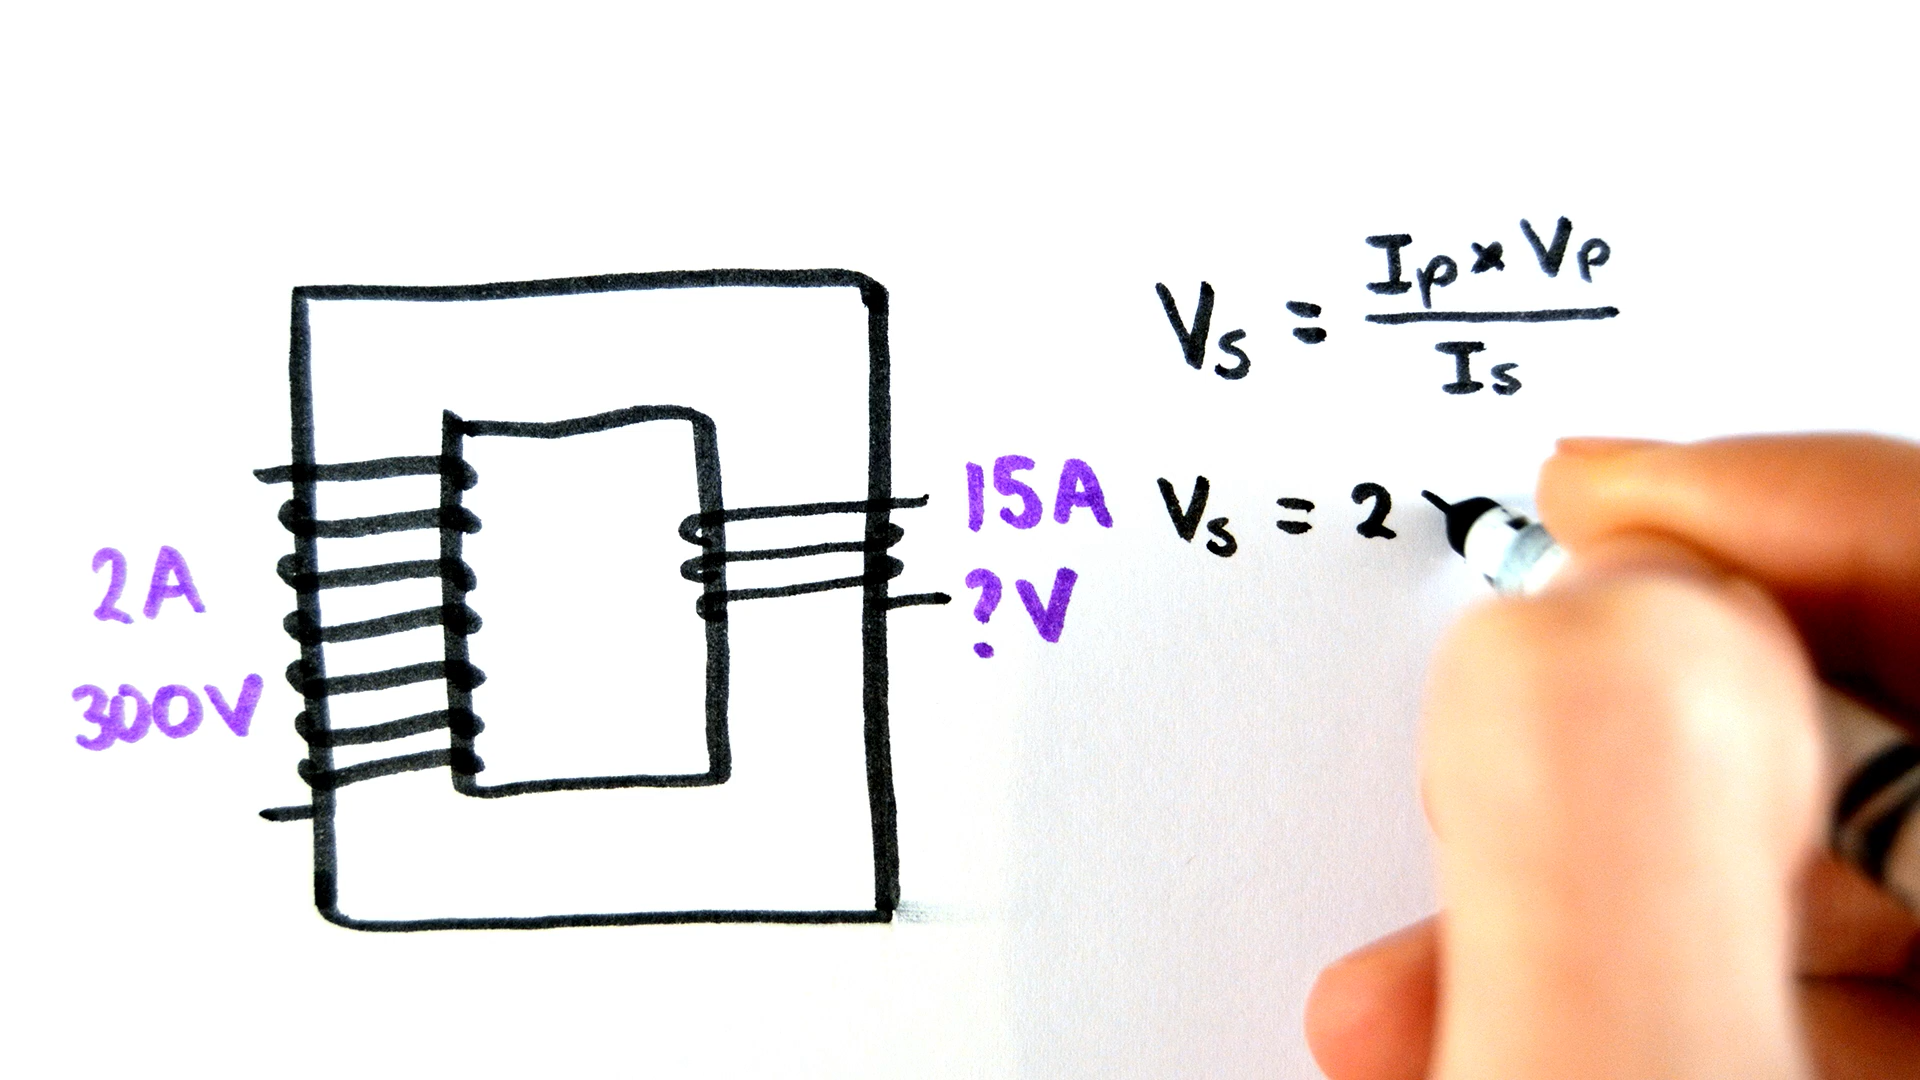 2A
300V
15A
?V
Vs = Ip × Vp / Is
Vs = 2